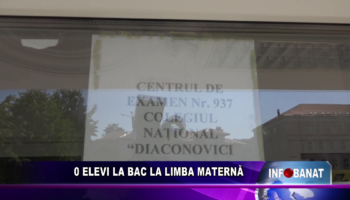 CENTRUL DE
EXAMEN Nr. 937
COLEGIUL
NAȚIONAL
“DIACONOVICI
0 ELEVI LA BAC LA LIMBA MATERNĂ
INFOBANAT